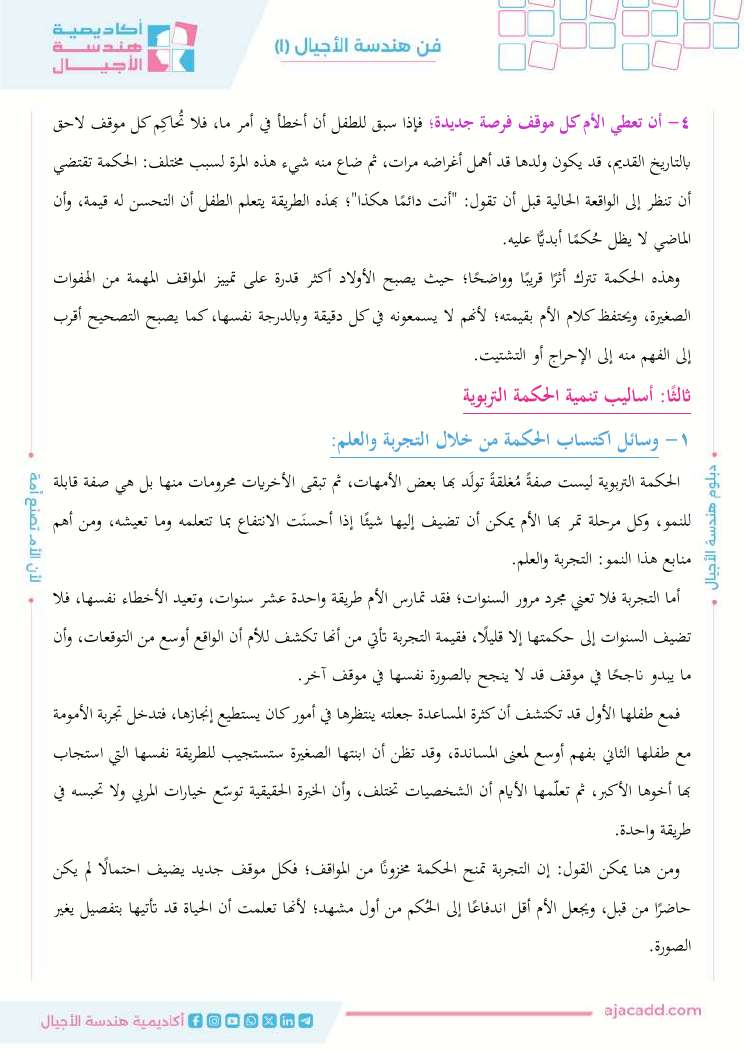 فن هندسة الأجيال (١)
أكاديمية
هندسة
الأجيال
٤- أن تعطي الأم كل موقف فرصة جديدة؛ فإذا سبق للطفل أن أخطأ في أمر ما، فلا تُحاكِم كل موقف لاحق
بالتاريخ القديم، قد يكون ولدها قد أهمل أغراضه مرات، ثم ضاع منه شيء هذه المرة لسبب مختلف: الحكمة تقتضي
أن تنظر إلى الواقعة الحالية قبل أن تقول: "أنت دائمًا هكذا"؛ بهذه الطريقة يتعلم الطفل أن التحسن له قيمة، وأن
الماضي لا يظل حُكمًا أبديًّا عليه.
وهذه الحكمة تترك أثرًا قريبًا وواضحًا؛ حيث يصبح الأولاد أكثر قدرة على تمييز المواقف المهمة من الهفوات
الصغيرة، ويحتفظ كلام الأم بقيمته؛ لأنهم لا يسمعونه في كل دقيقة وبالدرجة نفسها، كما يصبح التصحيح أقرب
إلى الفهم منه إلى الإحراج أو التشتيت.
ثالثًا: أساليب تنمية الحكمة التربوية
١- وسائل اكتساب الحكمة من خلال التجربة والعلم:
الحكمة التربوية ليست صفةً مُغلقةً تولَد بها بعض الأمهات، ثم تبقى الأخريات محرومات منها بل هي صفة قابلة
للنمو، وكل مرحلة تمر بها الأم يمكن أن تضيف إليها شيئًا إذا أحسنَت الانتفاع بما تتعلمه وما تعيشه، ومن أهم
منابع هذا النمو: التجربة والعلم.
أما التجربة فلا تعني مجرد مرور السنوات؛ فقد تمارس الأم طريقة واحدة عشر سنوات، وتعيد الأخطاء نفسها، فلا
تضيف السنوات إلى حكمتها إلا قليلًا، فقيمة التجربة تأتي من أنها تكشف للأم أن الواقع أوسع من التوقعات، وأن
ما يبدو ناجحًا في موقف قد لا ينجح بالصورة نفسها في موقف آخر.
فمع طفلها الأول قد تكتشف أن كثرة المساعدة جعلته ينتظرها في أمور كان يستطيع إنجازها، فتدخل تجربة الأمومة
مع طفلها الثاني بفهم أوسع لمعنى المساندة، وقد تظن أن ابنتها الصغيرة ستستجيب للطريقة نفسها التي استجاب
بها أخوها الأكبر، ثم تعلّمها الأيام أن الشخصيات تختلف، وأن الخبرة الحقيقية توسّع خيارات المربي ولا تحبسه في
طريقة واحدة.
ومن هنا يمكن القول: إن التجربة تمنح الحكمة مخزونًا من المواقف؛ فكل موقف جديد يضيف احتمالًا لم يكن
حاضرًا من قبل، ويجعل الأم أقل اندفاعًا إلى الحُكم من أول مشهد؛ لأنها تعلمت أن الحياة قد تأتيها بتفصيل يغير
الصورة.
دبلوم هندسة الأجيال
لأن الأم تصنع أمة
ajacadd.com
أكاديمية هندسة الأجيال